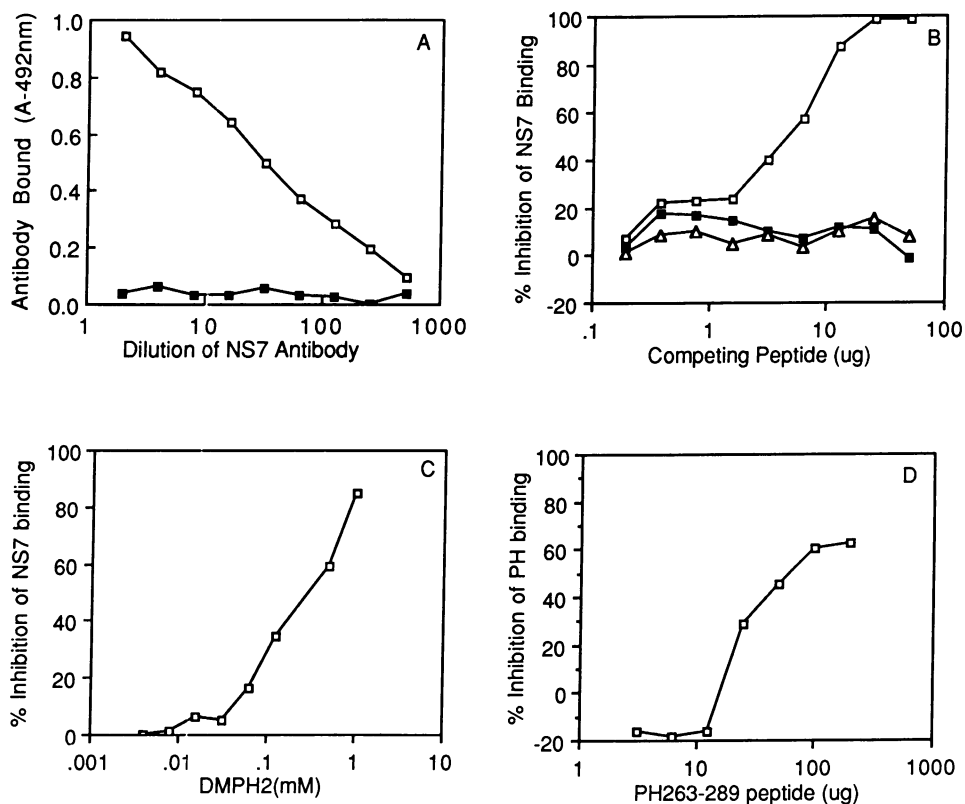 A
Antibody Bound (A-492nm)
1.0
0.8
0.6
0.4
0.2
0.0
1 10 100 1000
Dilution of NS7 Antibody
B
% Inhibition of NS7 Binding
100
80
60
40
20
0
-20
.1 1 10 100
Competing Peptide (ug)
C
% Inhibition of NS7 binding
100
80
60
40
20
0
.001 .01 .1 1 10
DMPH2(mM)
D
% Inhibition of PH binding
100
80
60
40
20
0
-20
1 10 100 1000
PH263-289 peptide (ug)